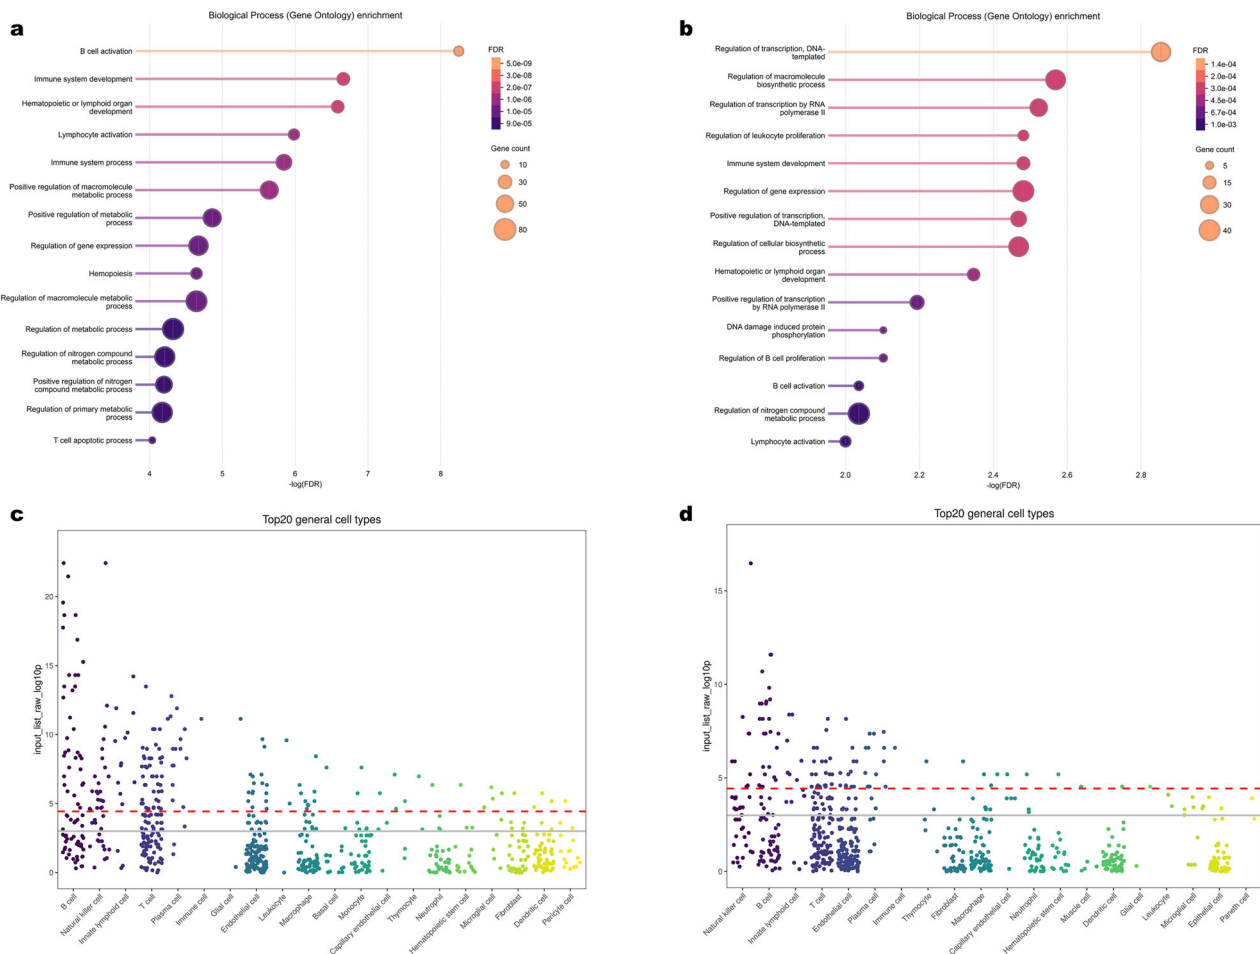 a
Biological Process (Gene Ontology) enrichment
B cell activation
Immune system development
Hematopoietic or lymphoid organ
development
Lymphocyte activation
Immune system process
Positive regulation of macromolecule
metabolic process
Positive regulation of metabolic
process
Regulation of gene expression
Hemopoiesis
Regulation of macromolecule metabolic
process
Regulation of metabolic process
Regulation of nitrogen compound
metabolic process
Positive regulation of nitrogen
compound metabolic process
Regulation of primary metabolic
process
T cell apoptotic process
4 5 6 7 8
-log(FDR)
FDR
5.0e-09
3.0e-08
2.0e-07
1.0e-06
1.0e-05
9.0e-05
Gene count
10
30
50
80
b
Biological Process (Gene Ontology) enrichment
Regulation of transcription, DNA-
templated
Regulation of macromolecule
biosynthetic process
Regulation of transcription by RNA
polymerase II
Regulation of leukocyte proliferation
Immune system development
Regulation of gene expression
Positive regulation of transcription,
DNA-templated
Regulation of cellular biosynthetic
process
Hematopoietic or lymphoid organ
development
Positive regulation of transcription
by RNA polymerase II
DNA damage induced protein
phosphorylation
Regulation of B cell proliferation
B cell activation
Regulation of nitrogen compound
metabolic process
Lymphocyte activation
2.0 2.2 2.4 2.6 2.8
-log(FDR)
FDR
1.4e-04
2.0e-04
3.0e-04
4.5e-04
6.7e-04
1.0e-03
Gene count
5
15
30
40
c
Top20 general cell types
input_list_raw_log10p
20
15
10
5
0
B cell
Natural killer cell
Innate lymphoid cell
T cell
Plasma cell
Immune cell
Glial cell
Endothelial cell
Leukocyte
Macrophage
Basal cell
Monocyte
Capillary endothelial cell
Thymocyte
Neutrophil
Hematopoietic stem cell
Microglial cell
Fibroblast
Dendritic cell
Pericyte cell
d
Top20 general cell types
input_list_raw_log10p
15
10
5
0
Natural killer cell
B cell
Innate lymphoid cell
T cell
Endothelial cell
Plasma cell
Immune cell
Thymocyte
Fibroblast
Macrophage
Capillary endothelial cell
Neutrophil
Hematopoietic stem cell
Muscle cell
Dendritic cell
Glial cell
Leukocyte
Microglial cell
Epithelial cell
Paneth cell